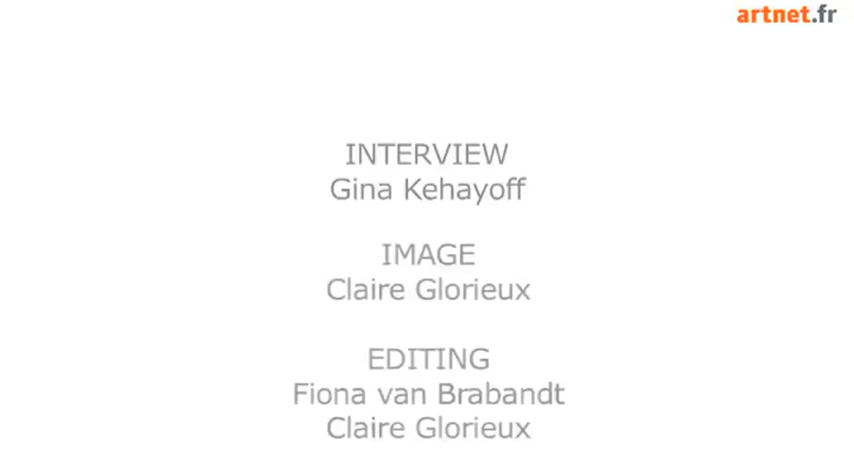 artnet.fr
INTERVIEW
Gina Kehayoff
IMAGE
Claire Glorieux
EDITING
Fiona van Brabandt
Claire Glorieux